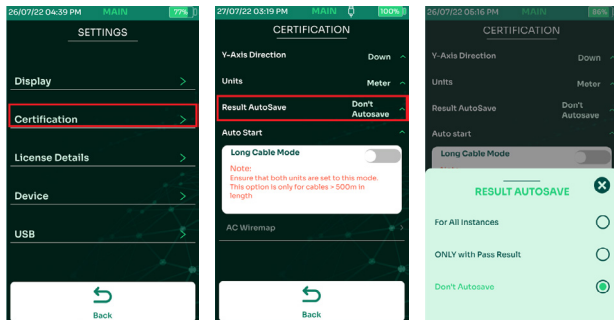 26/07/22 04:39 PM MAIN 77%
SETTINGS
Display >
Certification >
License Details >
Device >
USB >
Back
27/07/22 03:19 PM MAIN 100%
CERTIFICATION
Y-Axis Direction Down
Units Meter
Result AutoSave Don't
Autosave
Auto Start
Long Cable Mode
Note:
Ensure that both units are set to this mode.
This option is only for cables > 500m in
length
AC Wiremap >
Back
26/07/22 05:16 PM MAIN 86%
CERTIFICATION
Y-Axis Direction Down
Units Meter
Result AutoSave Don't
Autosave
Auto start
Long Cable Mode
RESULT AUTOSAVE
For All Instances
ONLY with Pass Result
Don't Autosave